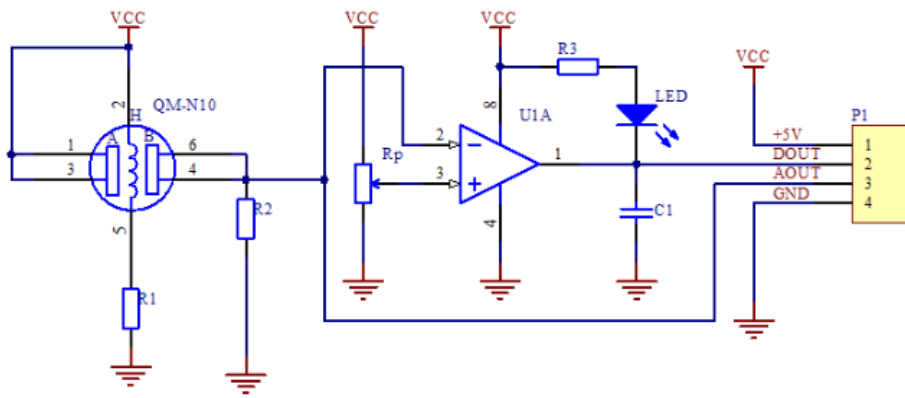 VCC
VCC
VCC
R3
VCC
2
QM-N10
8
LED
P1
H
U1A
+5V
1
1
A
B
6
2
Rp
1
DOUT
2
3
4
3
AOUT
3
R2
C1
GND
4
5
4
R1